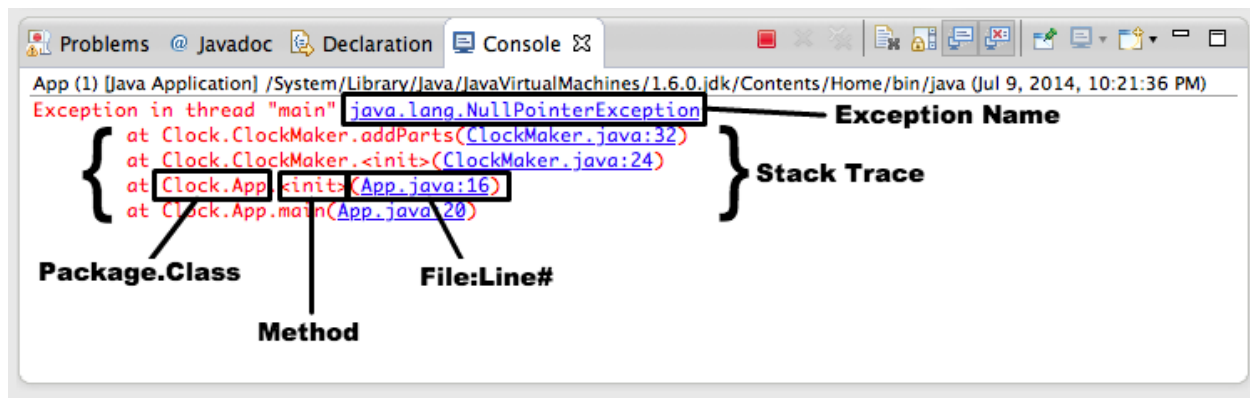 Problems @ Javadoc Declaration Console
App (1) [Java Application] /System/Library/Java/JavaVirtualMachines/1.6.0.jdk/Contents/Home/bin/java (Jul 9, 2014, 10:21:36 PM)
Exception in thread "main" java.lang.NullPointerException
Exception Name
at Clock.ClockMaker.addParts(ClockMaker.java:32)
at Clock.ClockMaker.<init>(ClockMaker.java:24)
Stack Trace
at Clock.App.<init>(App.java:16)
at Clock.App.main(App.java:20)
Package.Class
File:Line#
Method